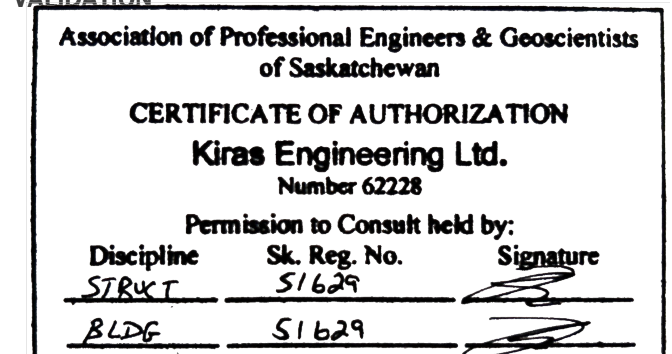 VALIDATION
Association of Professional Engineers & Geoscientists
of Saskatchewan
CERTIFICATE OF AUTHORIZATION
Kiras Engineering Ltd.
Number 62228
Permission to Consult held by:
Discipline Sk. Reg. No. Signature
STRUCT 51629
BLDG 51629